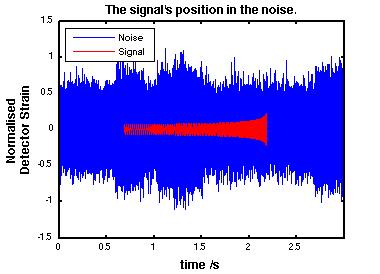 The signal's position in the noise.
Noise
Signal
Normalised
Detector Strain
1.5
1
0.5
0
-0.5
-1
-1.5
0 0.5 1 1.5 2 2.5
time /s